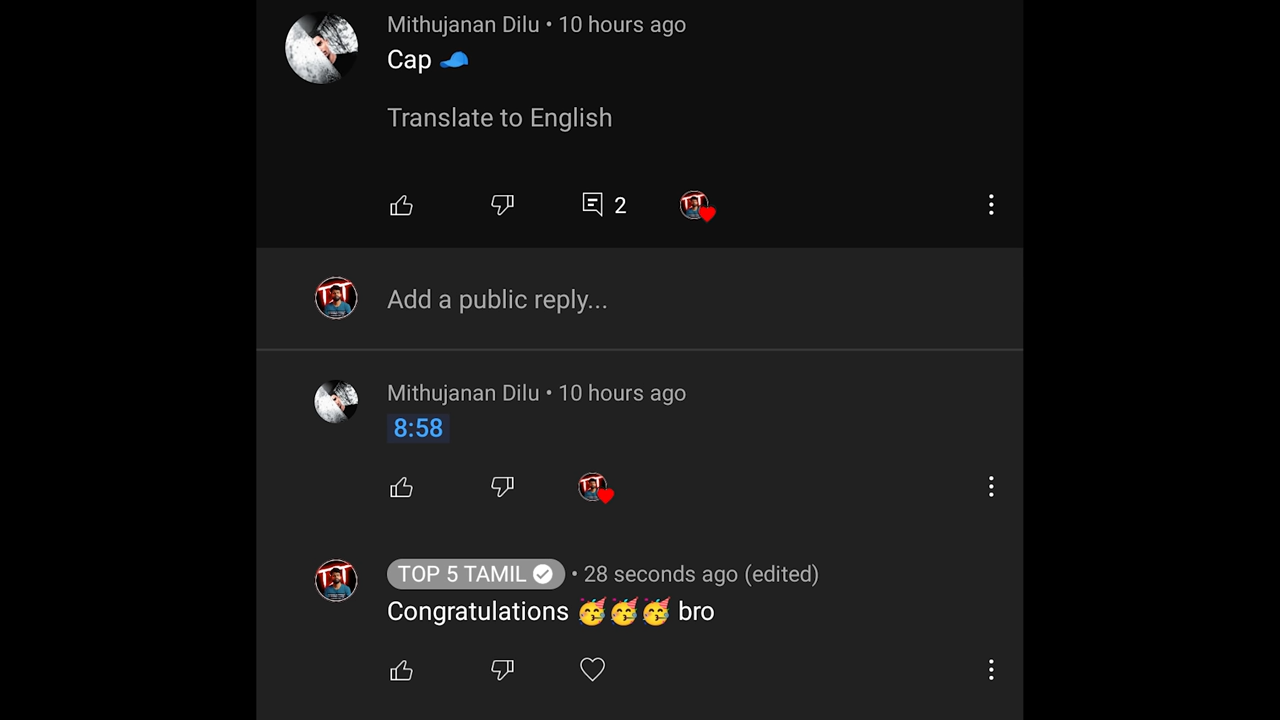 Mithujanan Dilu • 10 hours ago
Cap 🧢
Translate to English
2
Add a public reply...
Mithujanan Dilu • 10 hours ago
8:58
TOP 5 TAMIL • 28 seconds ago (edited)
Congratulations 🥳🥳🥳 bro